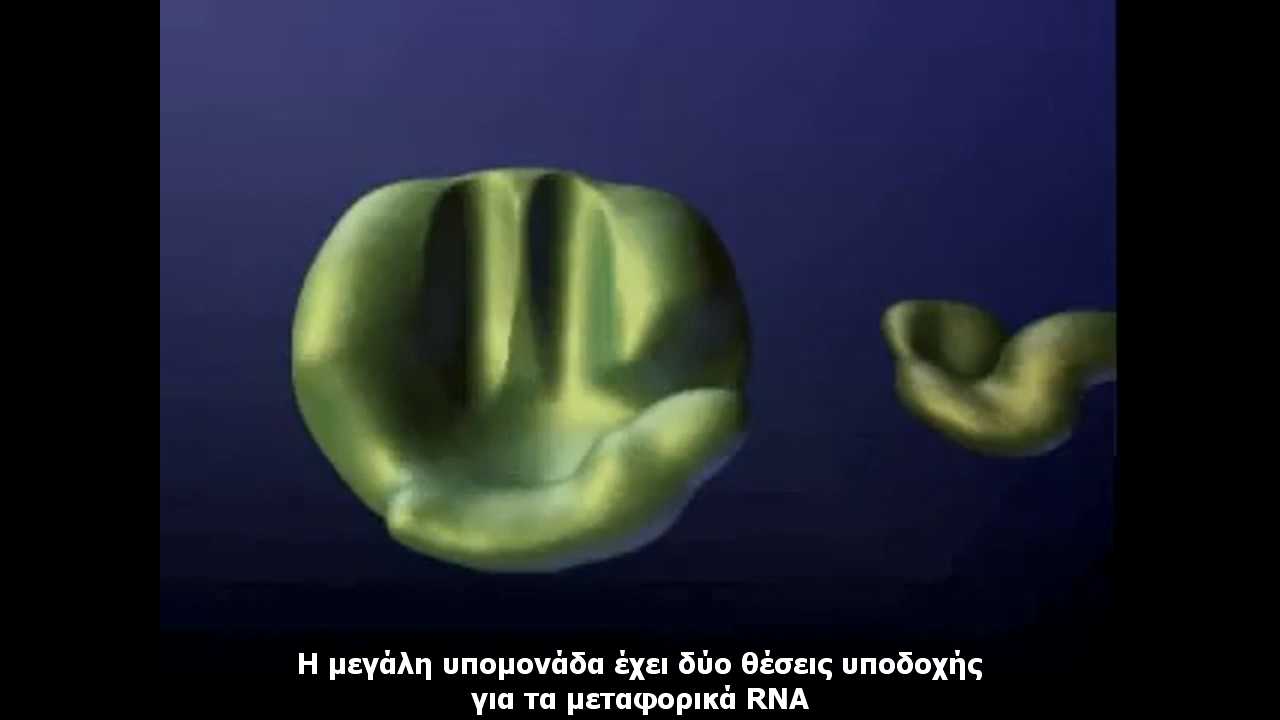 Η μεγάλη υπομονάδα έχει δύο θέσεις υποδοχής
για τα μεταφορικά RNA